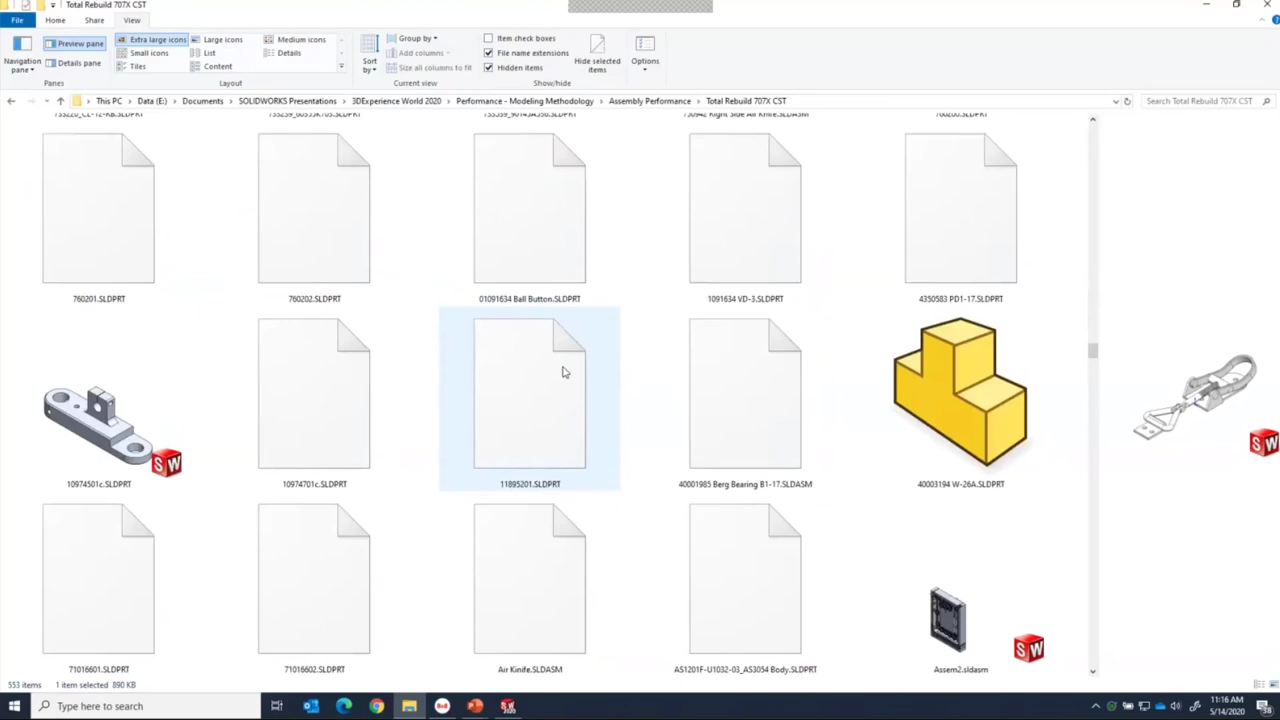 Total Rebuild 707X CST
File Home Share View
Navigation pane
Preview pane
Details pane
Panes
Extra large icons Large icons Medium icons
Small icons List Details
Tiles Content
Layout
Sort by
Group by
Add columns
Size all columns to fit
Current view
Item check boxes
File name extensions
Hidden items
Hide selected items
Show/hide
Options
This PC > Data (E:) > Documents > SOLIDWORKS Presentations > 3DExperience World 2020 > Performance - Modeling Methodology > Assembly Performance > Total Rebuild 707X CST
Search Total Rebuild 707X CST
760201.SLDPRT 760202.SLDPRT 01091634 Ball Button.SLDPRT 1091634 VD-3.SLDPRT 4350583 PD1-17.SLDPRT
SW
SW
10974501c.SLDPRT 10974701c.SLDPRT 11895201.SLDPRT 40001985 Berg Bearing B1-17.SLDASM 40003194 W-26A.SLDPRT
SW
71016601.SLDPRT 71016602.SLDPRT Air Kinife.SLDASM AS1201F-U1032-03_AS3054 Body.SLDPRT Assem2.sldasm
553 items 1 item selected 890 KB
Type here to search
11:16 AM
5/14/2020